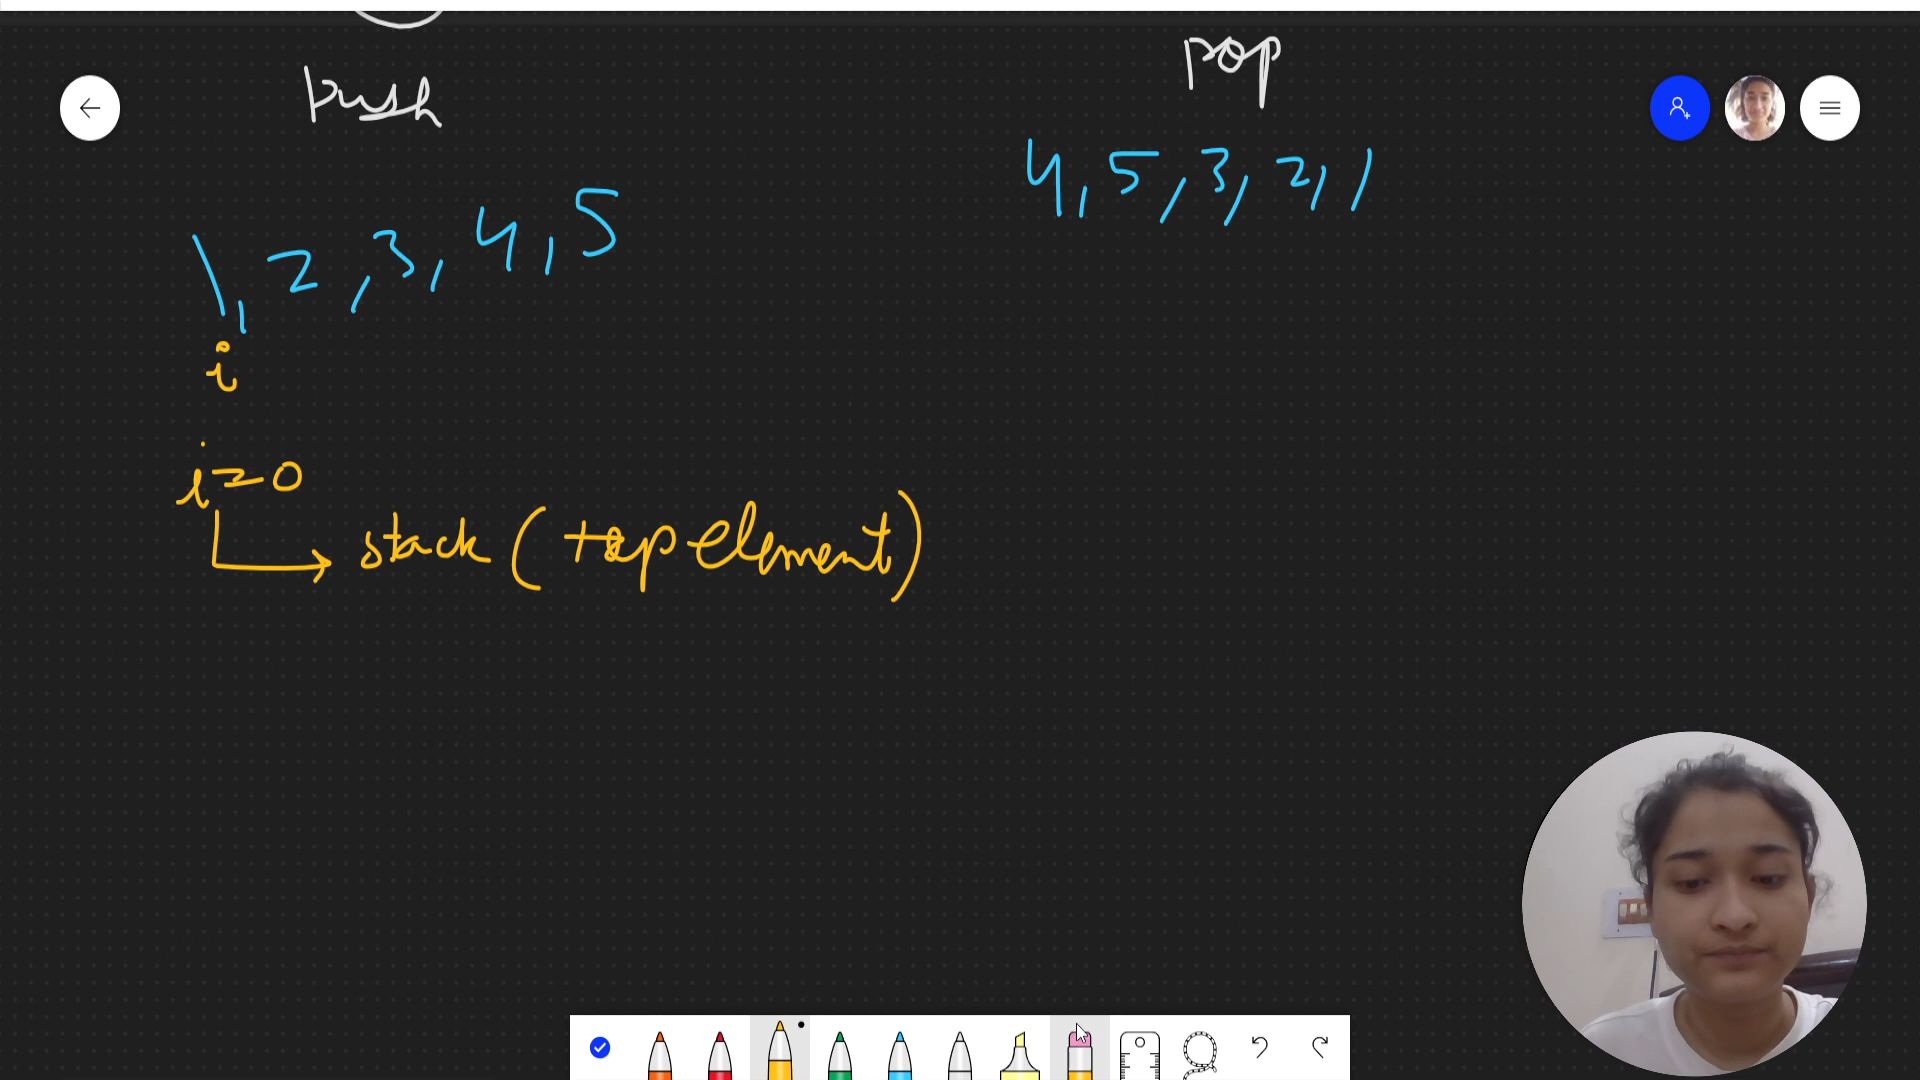 push
pop
1, 2, 3, 4, 5
4, 5, 3, 2, 1
i
i=0
stack (top element)